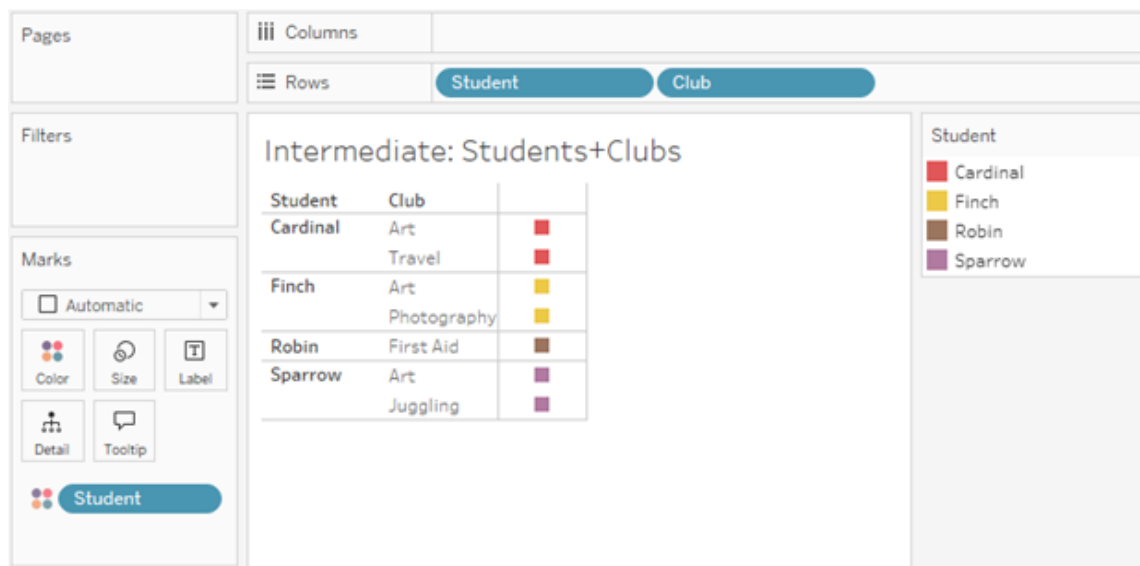 Pages
Columns
Rows Student Club
Filters
Intermediate: Students+Clubs
Student Club
Cardinal Art
Travel
Finch Art
Photography
Robin First Aid
Sparrow Art
Juggling
Marks
Automatic
Color Size Label
Detail Tooltip
Student
Student
Cardinal
Finch
Robin
Sparrow